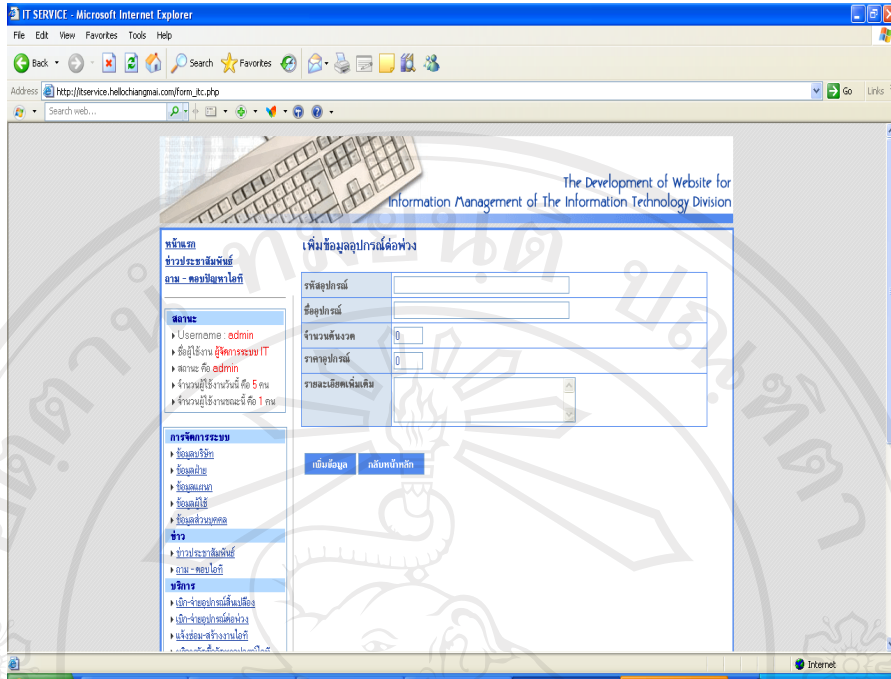 IT SERVICE - Microsoft Internet Explorer
File Edit View Favorites Tools Help
Back Search Favorites
Address http://itservice.hellochiangmai.com/form_itc.php Go Links
Search web...
The Development of Website for
Information Management of The Information Technology Division
หน้าแรก
ข่าวประชาสัมพันธ์
ถาม - ตอบปัญหาไอที
สถานะ
Username : admin
ชื่อผู้ใช้งาน ผู้จัดการระบบ IT
สถานะ คือ admin
จำนวนผู้ใช้งานวันนี้ คือ 5 คน
จำนวนผู้ใช้งานขณะนี้ คือ 1 คน
การจัดการระบบ
ข้อมูลบริษัท
ข้อมูลฝ่าย
ข้อมูลแผนก
ข้อมูลผู้ใช้
ข้อมูลส่วนบุคคล
ข่าว
ข่าวประชาสัมพันธ์
ถาม - ตอบไอที
บริการ
เบิก-จ่ายอุปกรณ์สิ้นเปลือง
เบิก-จ่ายอุปกรณ์ต่อพ่วง
แจ้งซ่อม-สร้างงานไอที
เพิ่มข้อมูลอุปกรณ์ต่อพ่วง
รหัสอุปกรณ์
ชื่ออุปกรณ์
จำนวนต้นงวด 0
ราคาอุปกรณ์ 0
รายละเอียดเพิ่มเติม
เพิ่มข้อมูล กลับหน้าหลัก
Internet